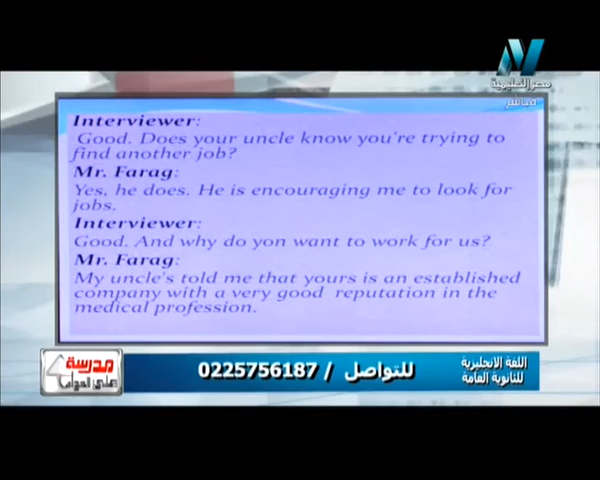 مصر التعليمية
مباشر
Interviewer:
Good. Does your uncle know you're trying to
find another job?
Mr. Farag:
Yes, he does. He is encouraging me to look for
jobs.
Interviewer:
Good. And why do yon want to work for us?
Mr. Farag:
My uncle's told me that yours is an established
company with a very good reputation in the
medical profession.
مدرسة
على الهواء
للتواصل / 0225756187
اللغة الانجليزية
للثانوية العامة